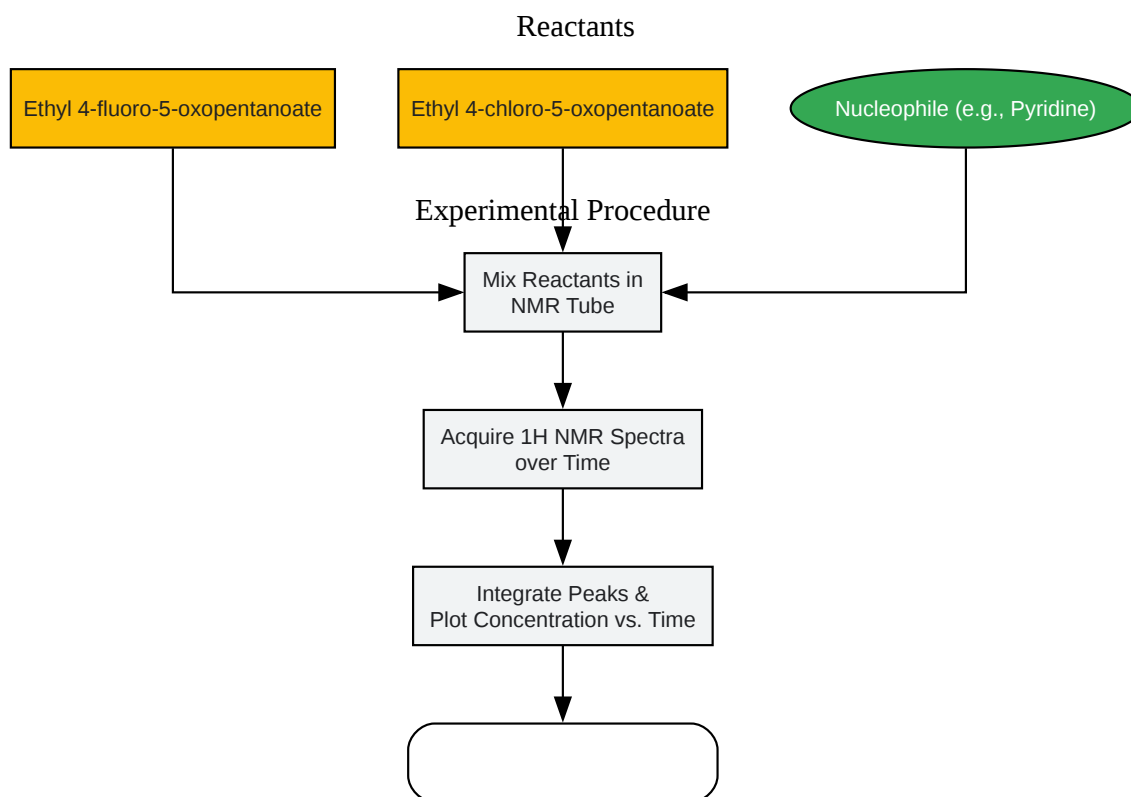 Reactants
Ethyl 4-fluoro-5-oxopentanoate
Ethyl 4-chloro-5-oxopentanoate
Nucleophile (e.g., Pyridine)
Experimental Procedure
Mix Reactants in
NMR Tube
Acquire 1H NMR Spectra
over Time
Integrate Peaks &
Plot Concentration vs. Time